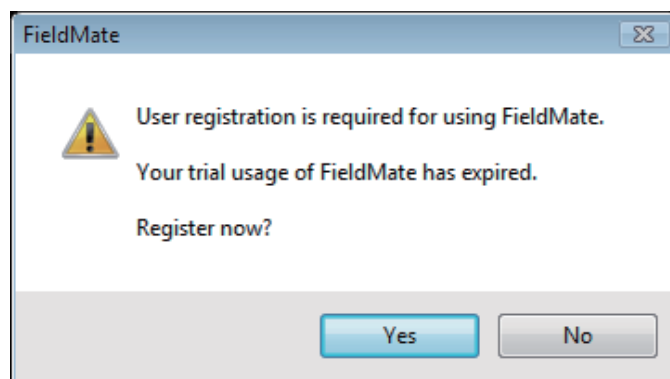 FieldMate
User registration is required for using FieldMate.
Your trial usage of FieldMate has expired.
Register now?
Yes
No